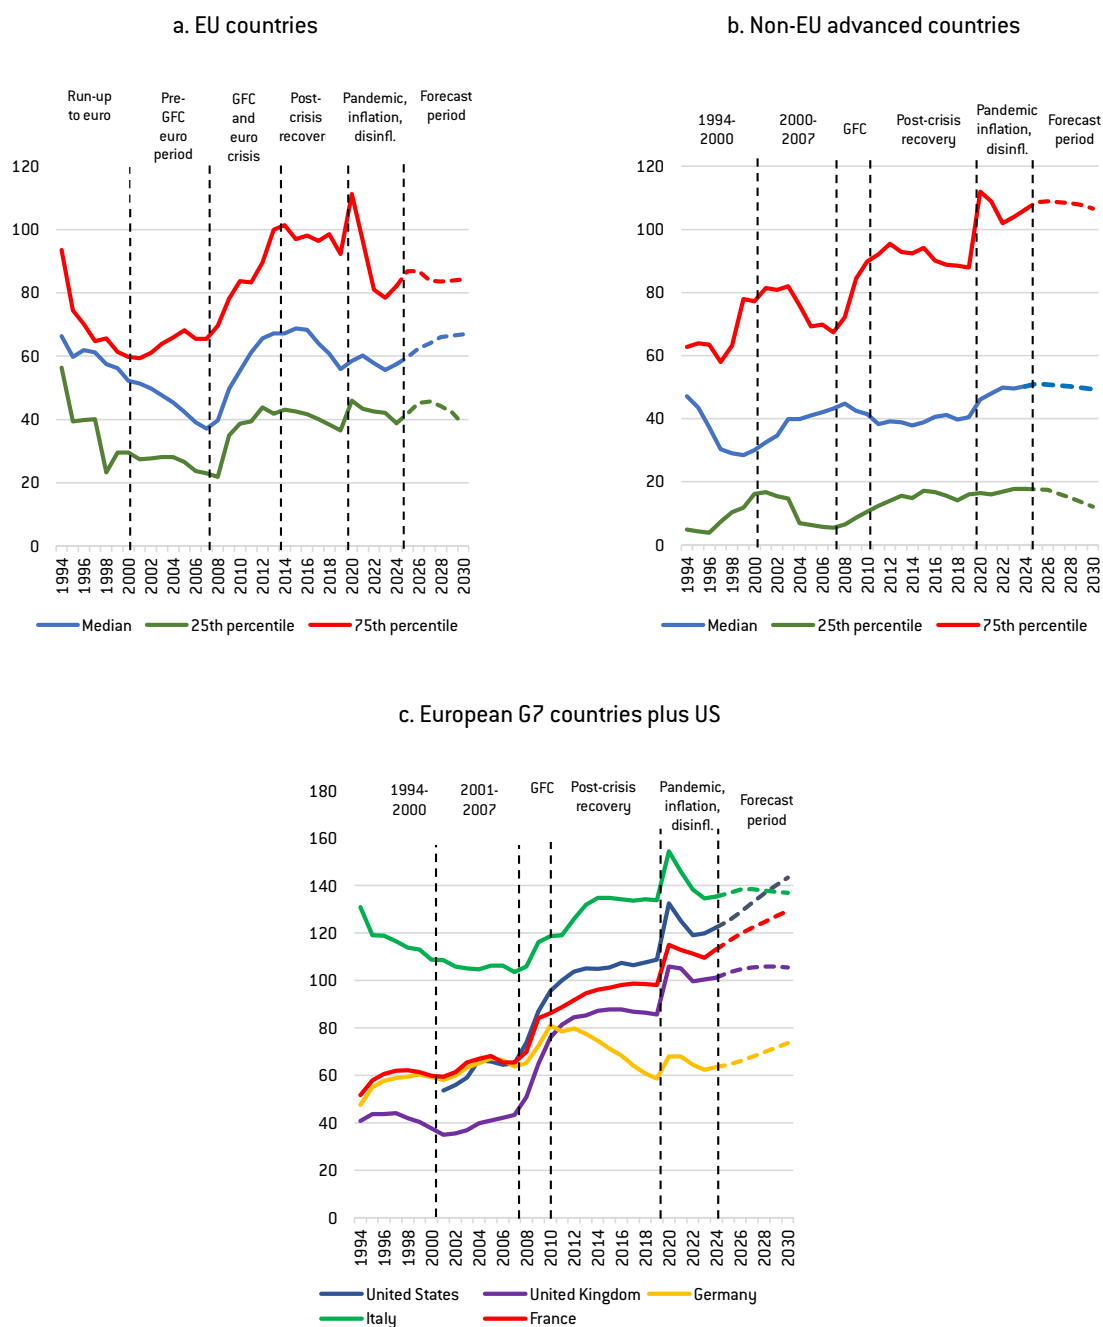 a. EU countries
Run-up
to euro
Pre-
GFC
euro
period
GFC
and
euro
crisis
Post-
crisis
recover
Pandemic,
inflation,
disinfl.
Forecast
period
120
100
80
60
40
20
0
1994
1996
1998
2000
2002
2004
2006
2008
2010
2012
2014
2016
2018
2020
2022
2024
2026
2028
2030
Median 25th percentile 75th percentile
b. Non-EU advanced countries
1994-
2000
2000-
2007
GFC
Post-crisis
recovery
Pandemic
inflation,
disinfl.
Forecast
period
120
100
80
60
40
20
0
1994
1996
1998
2000
2002
2004
2006
2008
2010
2012
2014
2016
2018
2020
2022
2024
2026
2028
2030
Median 25th percentile 75th percentile
c. European G7 countries plus US
1994-
2000
2001-
2007
GFC
Post-crisis
recovery
Pandemic,
inflation,
disinfl.
Forecast
period
180
160
140
120
100
80
60
40
20
0
1994
1996
1998
2000
2002
2004
2006
2008
2010
2012
2014
2016
2018
2020
2022
2024
2026
2028
2030
United States United Kingdom Germany
Italy France